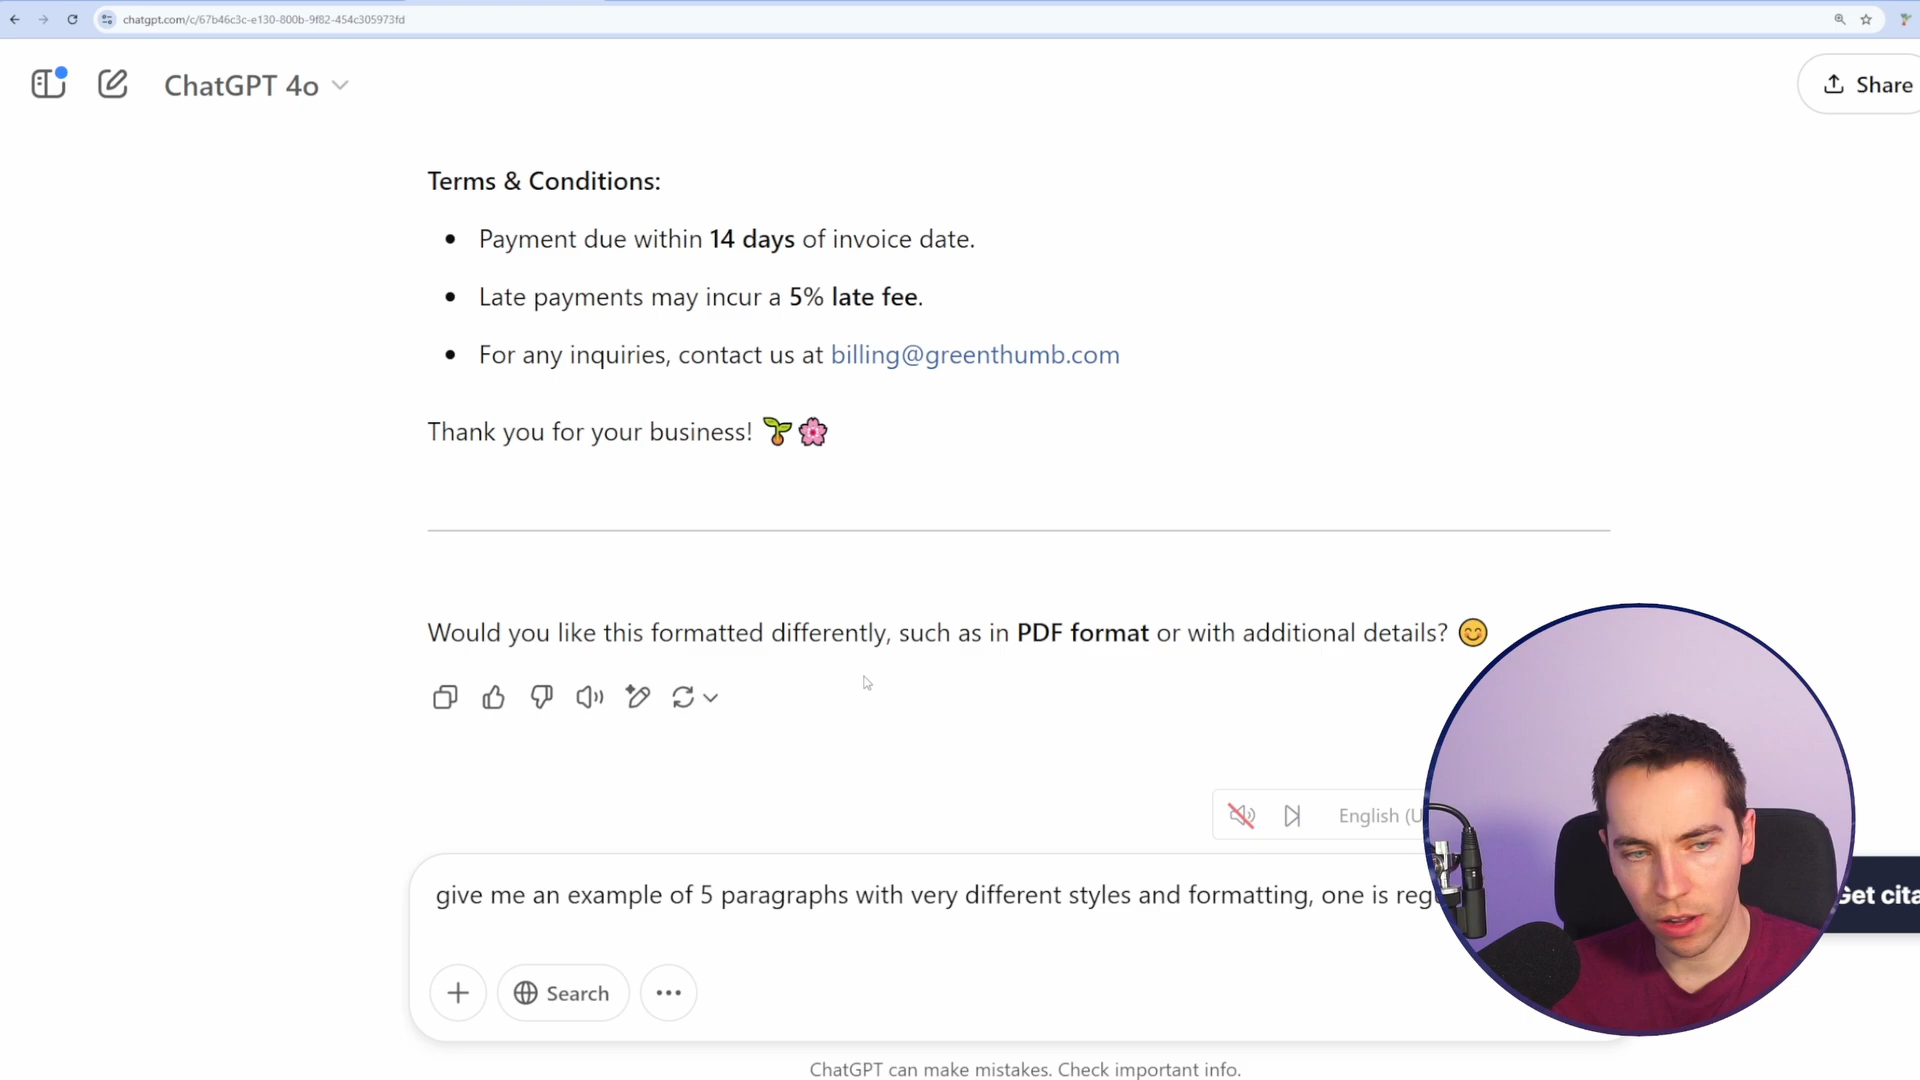 chatgpt.com/c/67b46c3c-e130-800b-9f82-454c305973fd
ChatGPT 4o
Share
Terms & Conditions:
Payment due within 14 days of invoice date.
Late payments may incur a 5% late fee.
For any inquiries, contact us at billing@greenthumb.com
Thank you for your business!
Would you like this formatted differently, such as in PDF format or with additional details?
English (U
give me an example of 5 paragraphs with very different styles and formatting, one is reg
Get cita
Search
ChatGPT can make mistakes. Check important info.